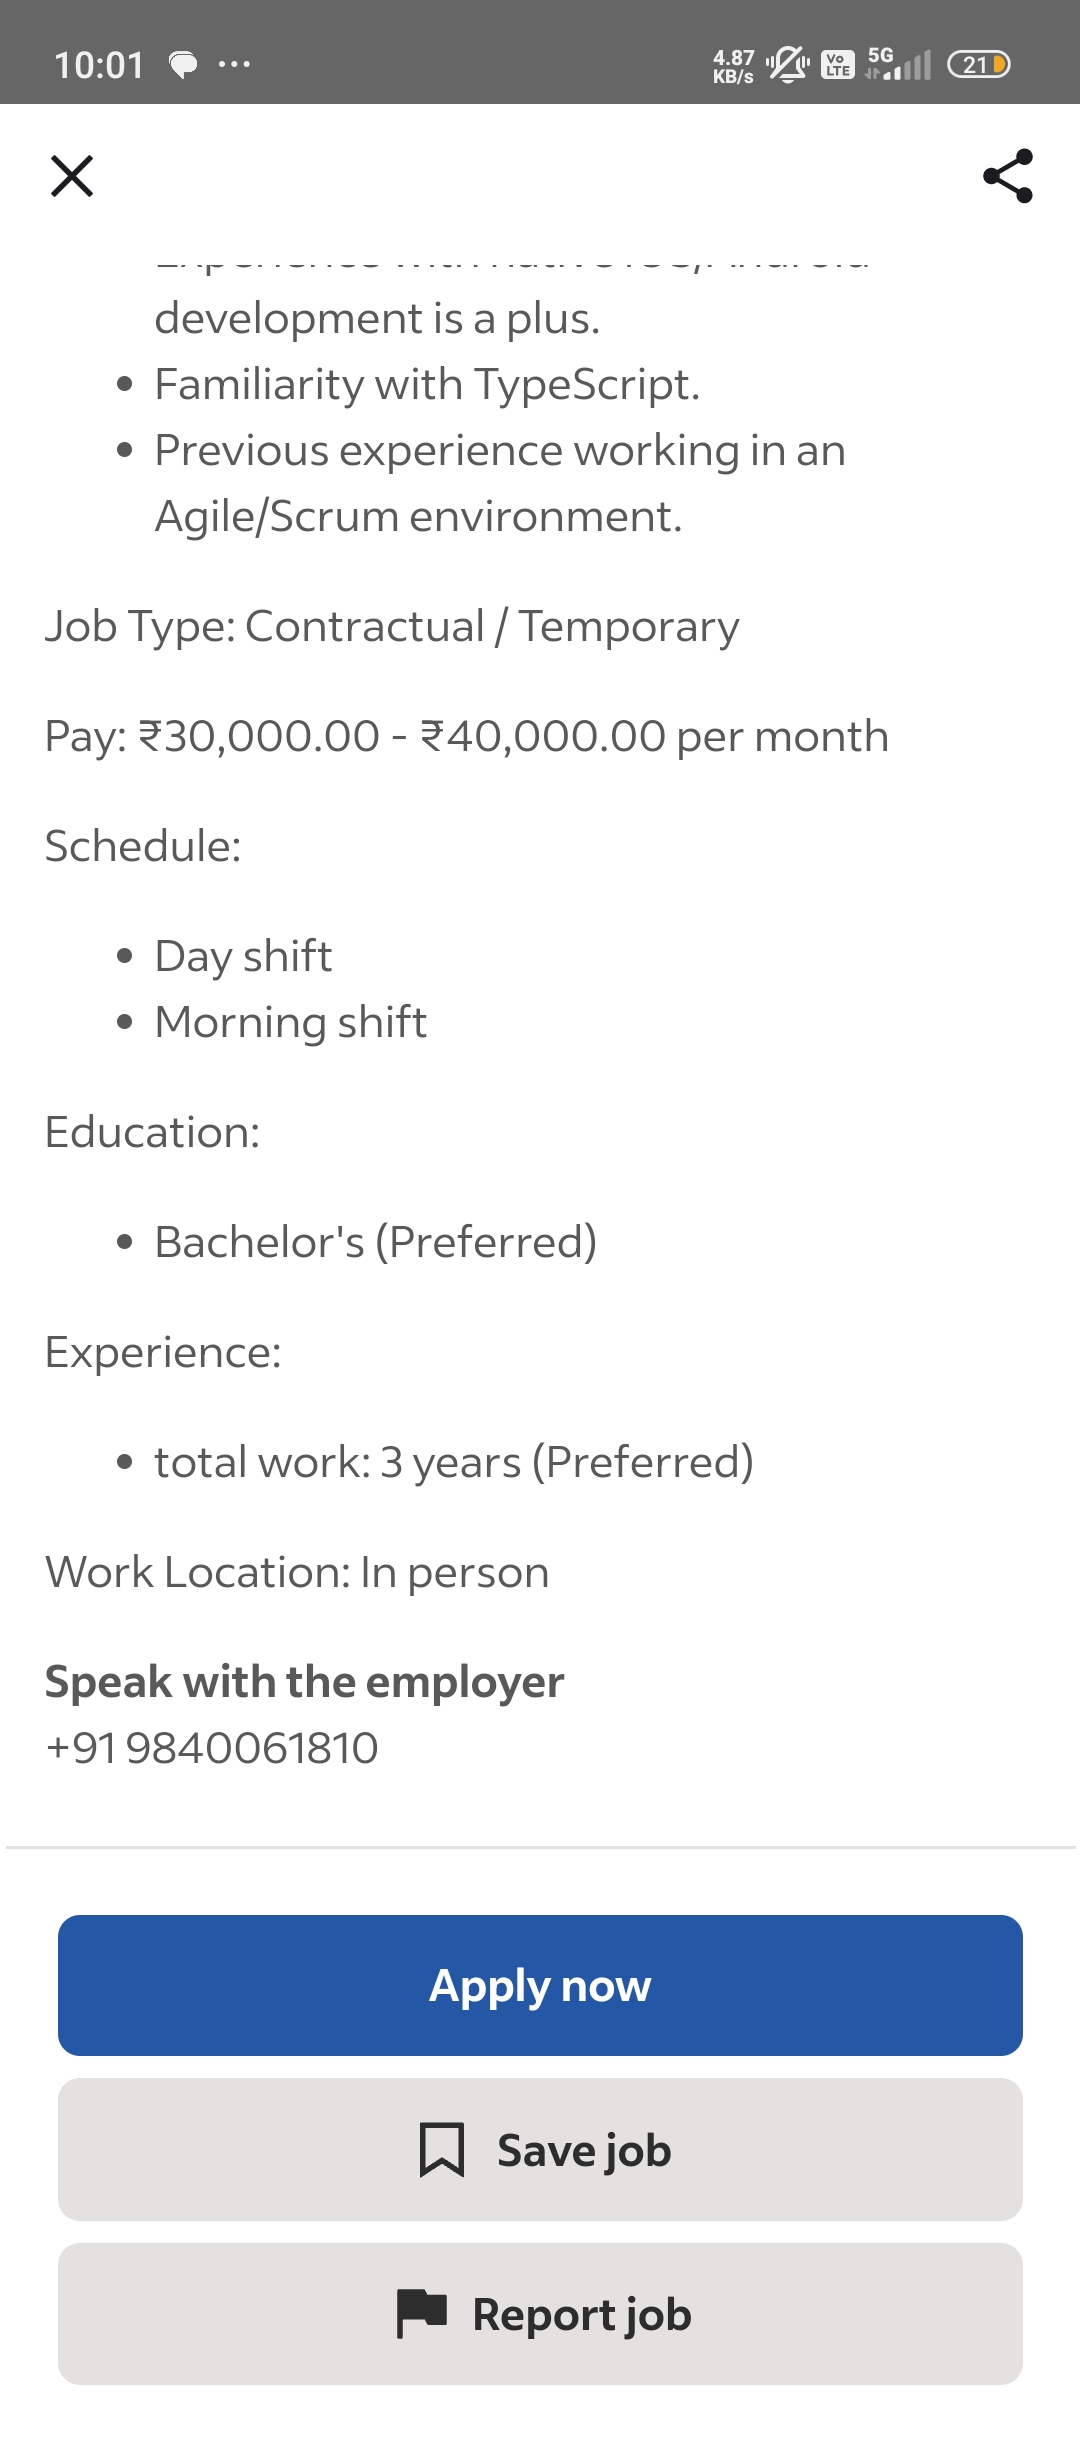 10:01
4.87
KB/s
Vo
LTE
5G
21
development is a plus.
Familiarity with TypeScript.
Previous experience working in an
Agile/Scrum environment.
Job Type: Contractual / Temporary
Pay: ₹30,000.00 - ₹40,000.00 per month
Schedule:
Day shift
Morning shift
Education:
Bachelor's (Preferred)
Experience:
total work: 3 years (Preferred)
Work Location: In person
Speak with the employer
+91 9840061810
Apply now
Save job
Report job